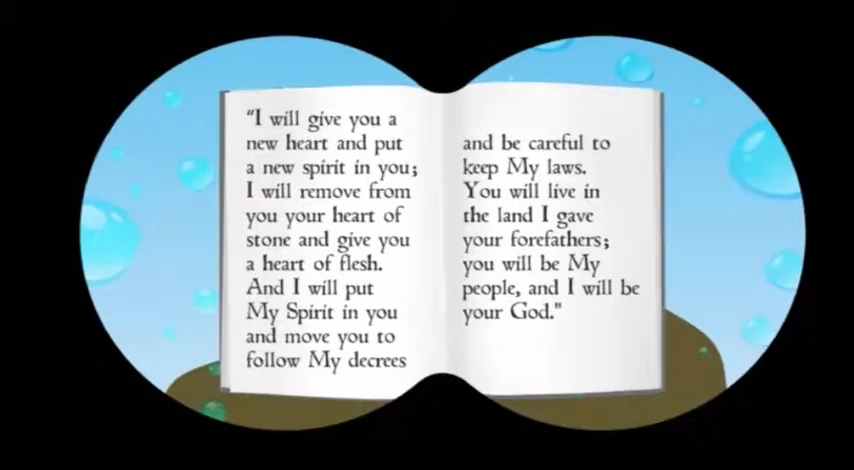 "I will give you a
new heart and put
a new spirit in you;
I will remove from
you your heart of
stone and give you
a heart of flesh.
And I will put
My Spirit in you
and move you to
follow My decrees
and be careful to
keep My laws.
You will live in
the land I gave
your forefathers;
you will be My
people, and I will be
your God."